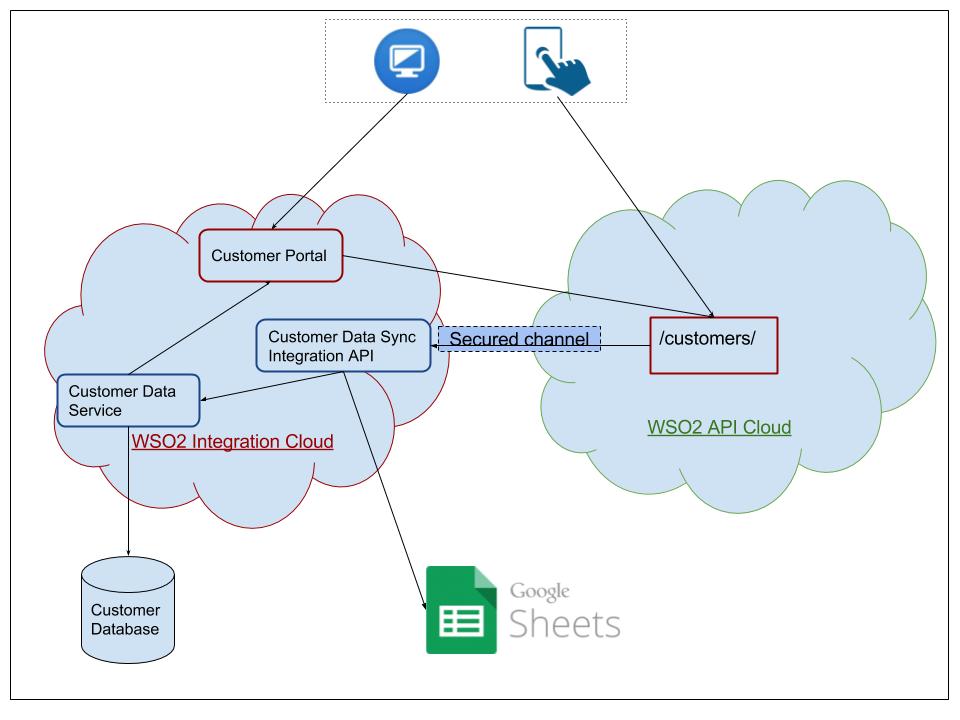 Customer Portal
Customer Data Sync
Integration API
Secured channel
/customers/
Customer Data
Service
WSO2 Integration Cloud
WSO2 API Cloud
Customer
Database
Google
Sheets